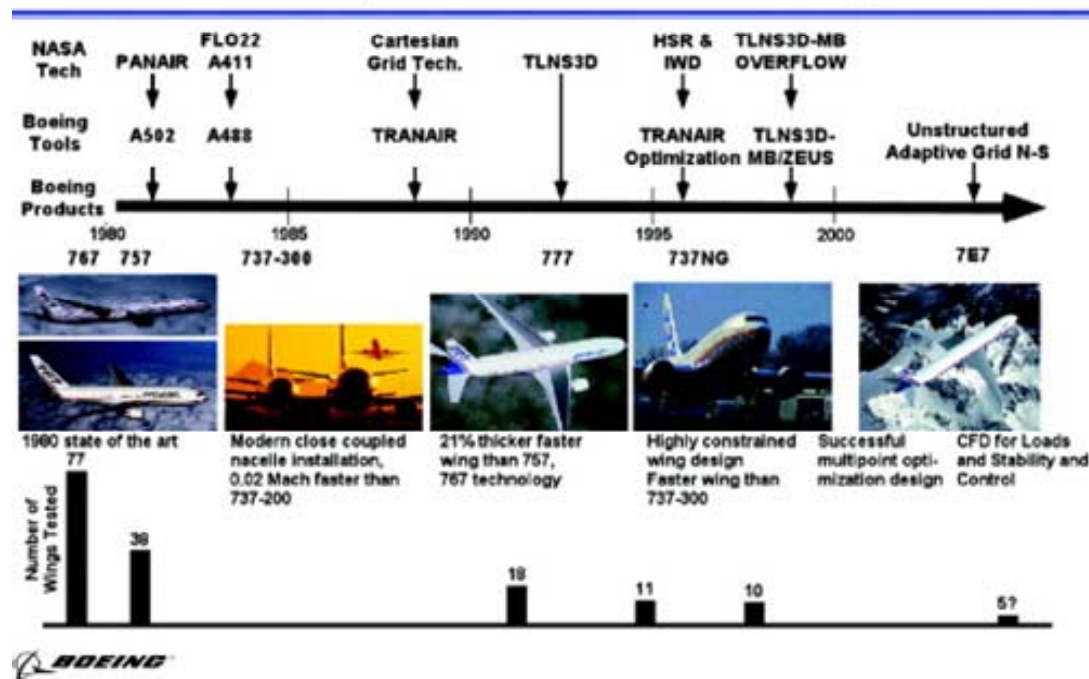 NASA Tech
PANAIR
FLO22
A411
Cartesian
Grid Tech.
TLNS3D
HSR &
IWD
TLNS3D-MB
OVERFLOW
Boeing
Tools
A502
A488
TRANAIR
TRANAIR
Optimization
TLNS3D-
MB/ZEUS
Unstructured
Adaptive Grid N-S
Boeing
Products
1980
1985
1990
1995
2000
767
757
737-300
777
737NG
7E7
1980 state of the art
Modern close coupled
nacelle installation,
0.02 Mach faster than
737-200
21% thicker faster
wing than 757,
767 technology
Highly constrained
wing design
Faster wing than
737-300
Successful
multipoint opti-
mization design
CFD for Loads
and Stability and
Control
Number of
Wings Tested
77
38
18
11
10
5?
BOEING